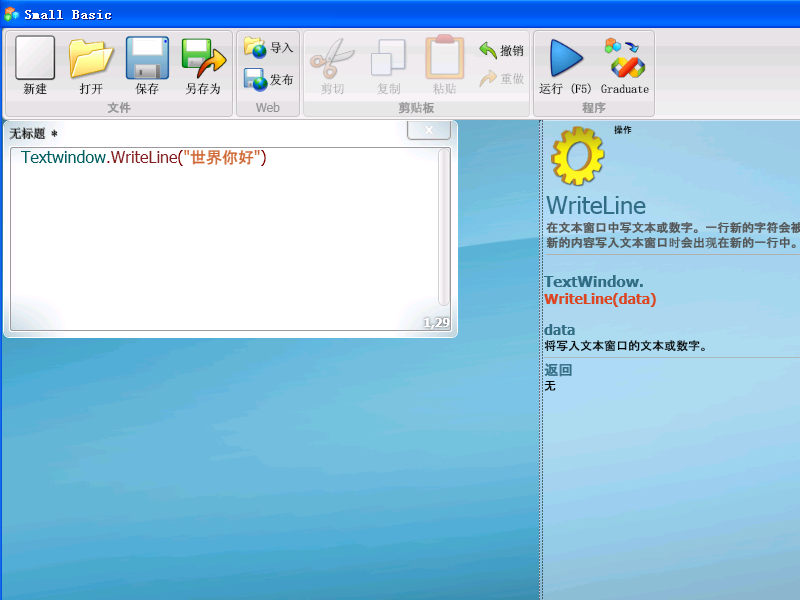 Small Basic
新建
打开
保存
另存为
文件
导入
发布
Web
剪切
复制
粘贴
撤销
重做
剪贴板
运行 (F5)
Graduate
程序
无标题 *
x
Textwindow.WriteLine("世界你好")
1,29
操作
WriteLine
在文本窗口中写文本或数字。一行新的字符会被
新的内容写入文本窗口时会出现在新的一行中。
TextWindow.
WriteLine(data)
data
将写入文本窗口的文本或数字。
返回
无